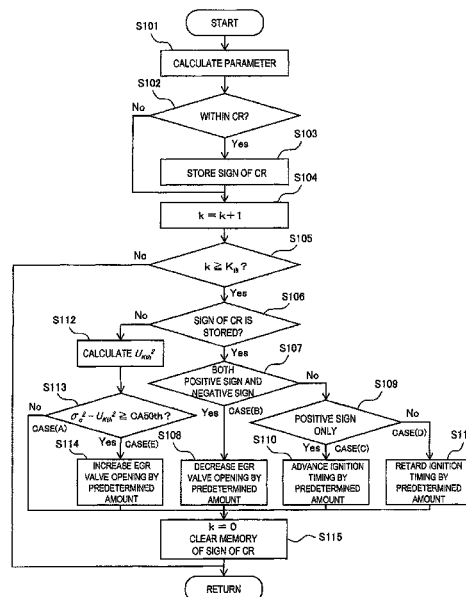 START
S101
CALCULATE PARAMETER
S102
No
WITHIN CR?
Yes
S103
STORE SIGN OF CR
S104
k = k+1
S105
No
k ≧ Kth ?
Yes
S106
No
SIGN OF CR IS
STORED?
S112
CALCULATE UKth²
Yes
S107
BOTH
POSITIVE SIGN AND
NEGATIVE SIGN
No
S109
S113
No
σo² − UKth² ≧ CA50th ?
CASE(A)
Yes
CASE(E)
Yes
CASE(B)
POSITIVE SIGN
ONLY
No
CASE(D)
Yes
CASE(C)
S114
S108
S110
S11
INCREASE EGR
VALVE OPENING BY
PREDETERMINED
AMOUNT
DECREASE EGR
VALVE OPENING BY
PREDETERMINED
AMOUNT
ADVANCE IGNITION
TIMING BY
PREDETERMINED
AMOUNT
RETARD IGNITION
TIMING BY
PREDETERMINED
AMOUNT
k=0
CLEAR MEMORY
OF SIGN OF CR
S115
RETURN